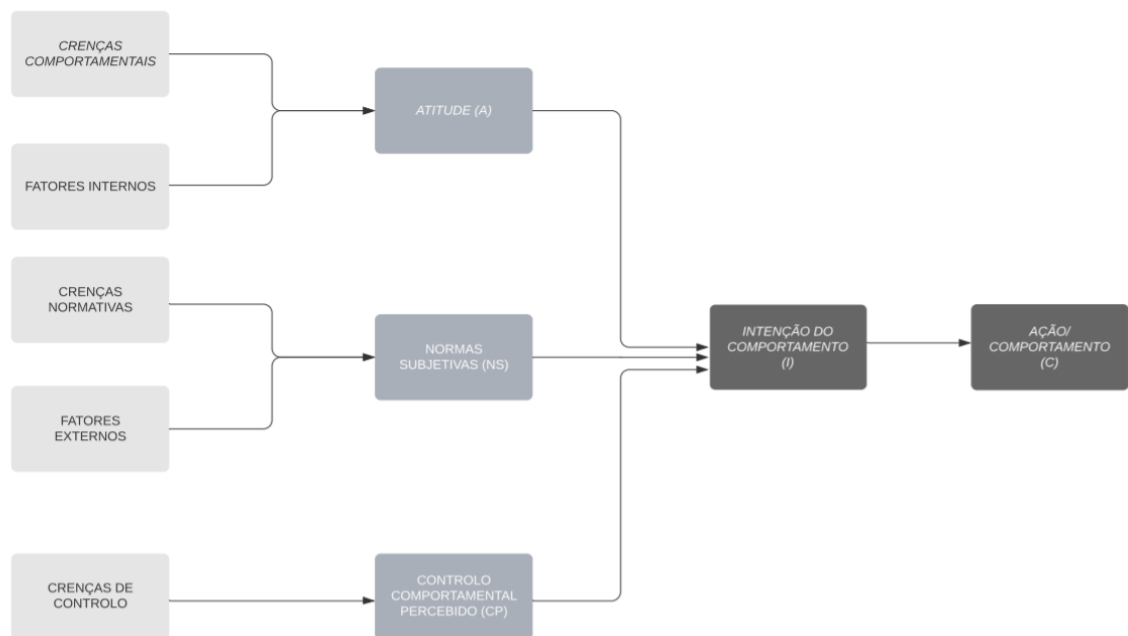 CRENÇAS
COMPORTAMENTAIS
ATITUDE (A)
FATORES INTERNOS
CRENÇAS
NORMATIVAS
NORMAS
SUBJETIVAS (NS)
FATORES
EXTERNOS
INTENÇÃO DO
COMPORTAMENTO
(I)
AÇÃO/
COMPORTAMENTO
(C)
CRENÇAS DE
CONTROLO
CONTROLO
COMPORTAMENTAL
PERCEBIDO (CP)